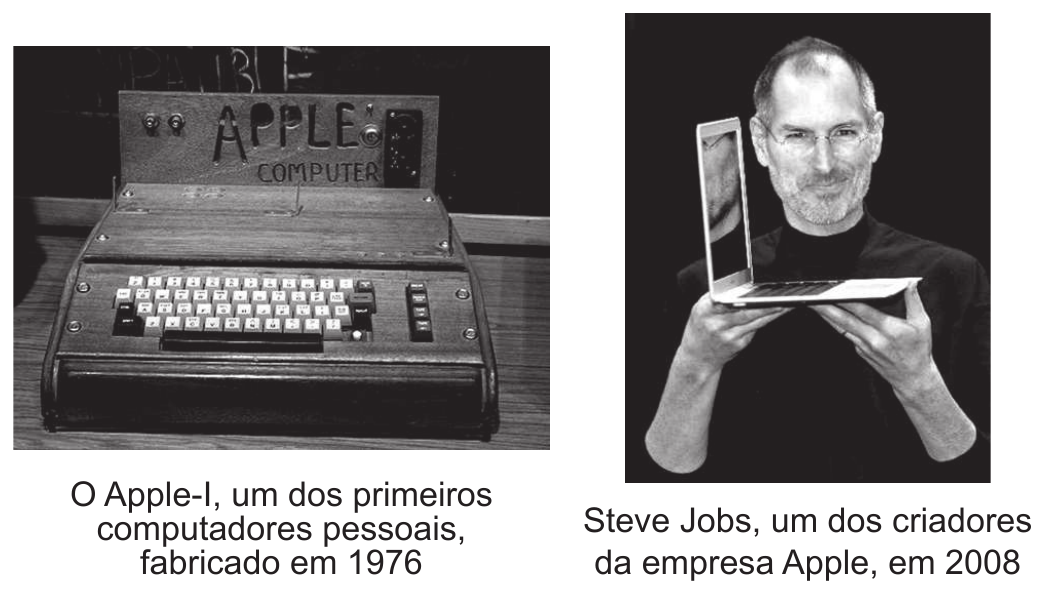 APPLE
COMPUTER
O Apple-I, um dos primeiros
computadores pessoais,
fabricado em 1976
Steve Jobs, um dos criadores
da empresa Apple, em 2008